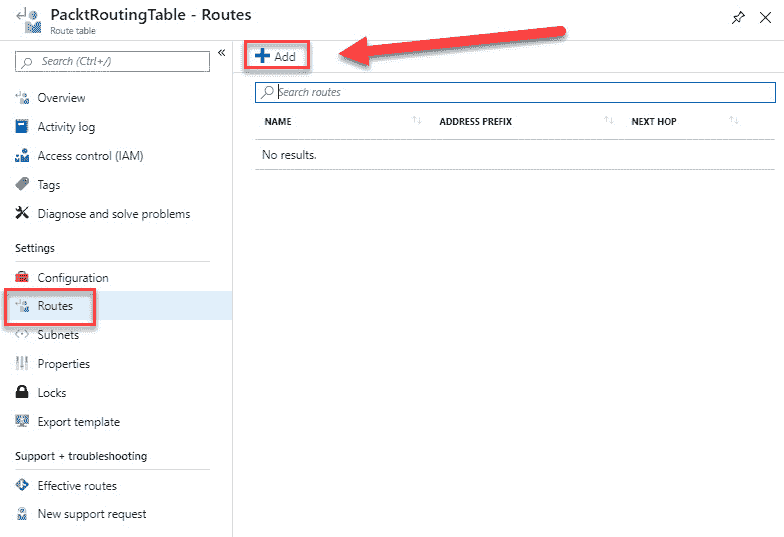 PacktRoutingTable - Routes
Route table
Search (Ctrl+/)
«
Overview
Activity log
Access control (IAM)
Tags
Diagnose and solve problems
Settings
Configuration
Routes
Subnets
Properties
Locks
Export template
Support + troubleshooting
Effective routes
New support request
Add
Search routes
NAME ADDRESS PREFIX NEXT HOP
No results.